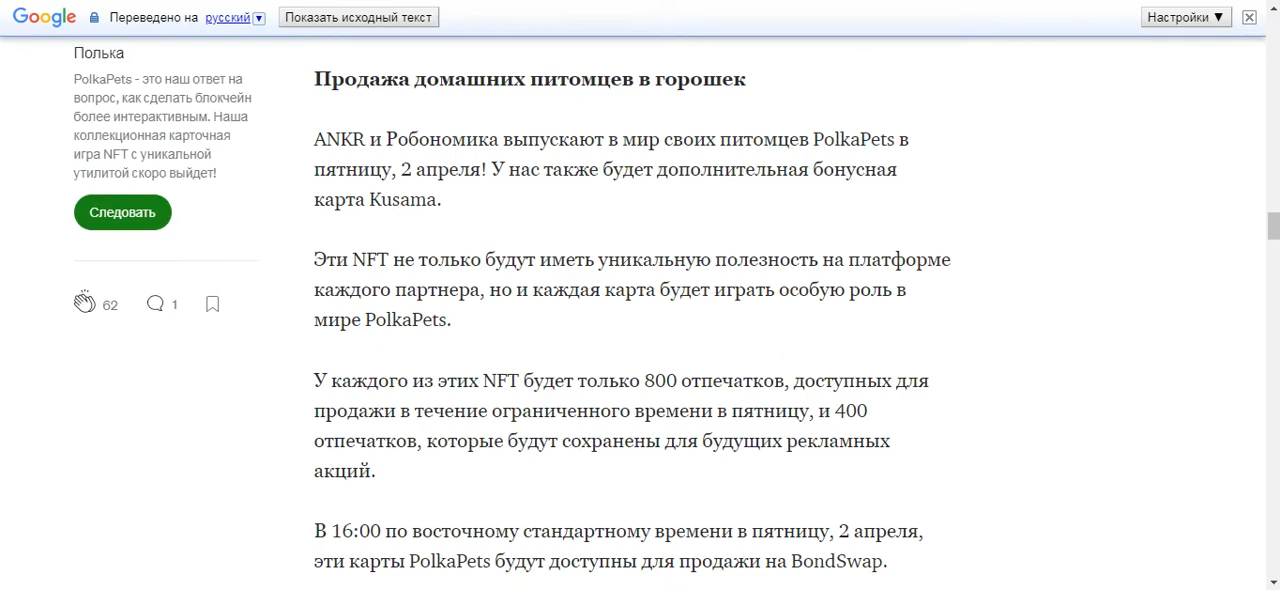 Google Переведено на русский ▼ Показать исходный текст Настройки ▼
Полька
PolkaPets - это наш ответ на
вопрос, как сделать блокчейн
более интерактивным. Наша
коллекционная карточная
игра NFT с уникальной
утилитой скоро выйдет!
Следовать
62 1
Продажа домашних питомцев в горошек
ANKR и Робономика выпускают в мир своих питомцев PolkaPets в
пятницу, 2 апреля! У нас также будет дополнительная бонусная
карта Kusama.
Эти NFT не только будут иметь уникальную полезность на платформе
каждого партнера, но и каждая карта будет играть особую роль в
мире PolkaPets.
У каждого из этих NFT будет только 800 отпечатков, доступных для
продажи в течение ограниченного времени в пятницу, и 400
отпечатков, которые будут сохранены для будущих рекламных
акций.
В 16:00 по восточному стандартному времени в пятницу, 2 апреля,
эти карты PolkaPets будут доступны для продажи на BondSwap.